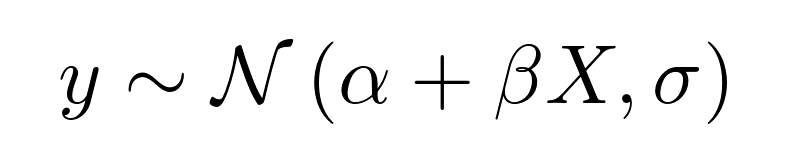 y ∼ 𝒩 (α + βX, σ)